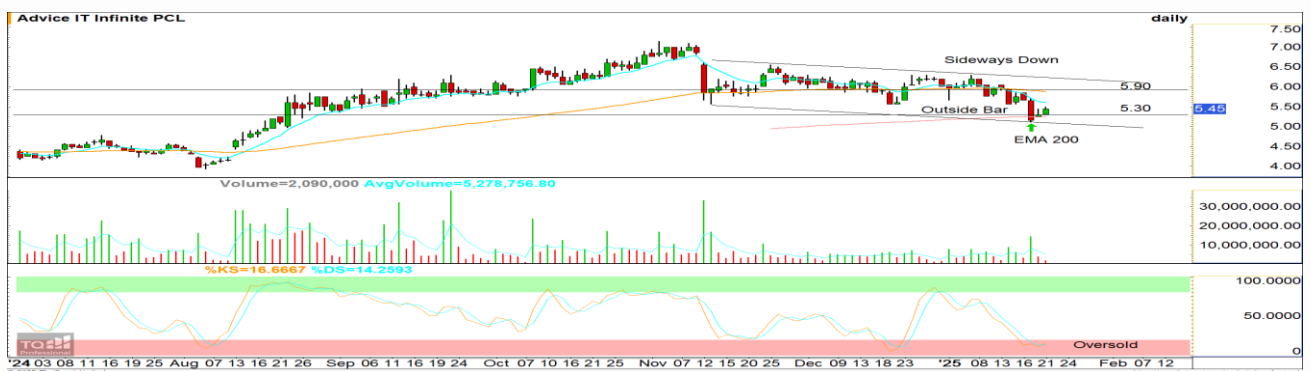 Advice IT Infinite PCL
daily
7.50
7.00
6.50
6.00
5.50
5.00
4.50
4.00
Sideways Down
5.90
Outside Bar
5.30
5.45
EMA 200
Volume=2,090,000 AvgVolume=5,278,756.80
30,000,000.00
20,000,000.00
10,000,000.00
%KS=16.6667 %DS=14.2593
100.0000
50.0000
0
Oversold
Professional
'24 03 08 11 16 19 25 Aug 07 13 16 21 27 Sep 06 11 16 19 24 Oct 07 10 16 21 25 Nov 07 12 15 20 25 Dec 09 13 18 23 '25 08 13 16 21 24 Feb 07 12